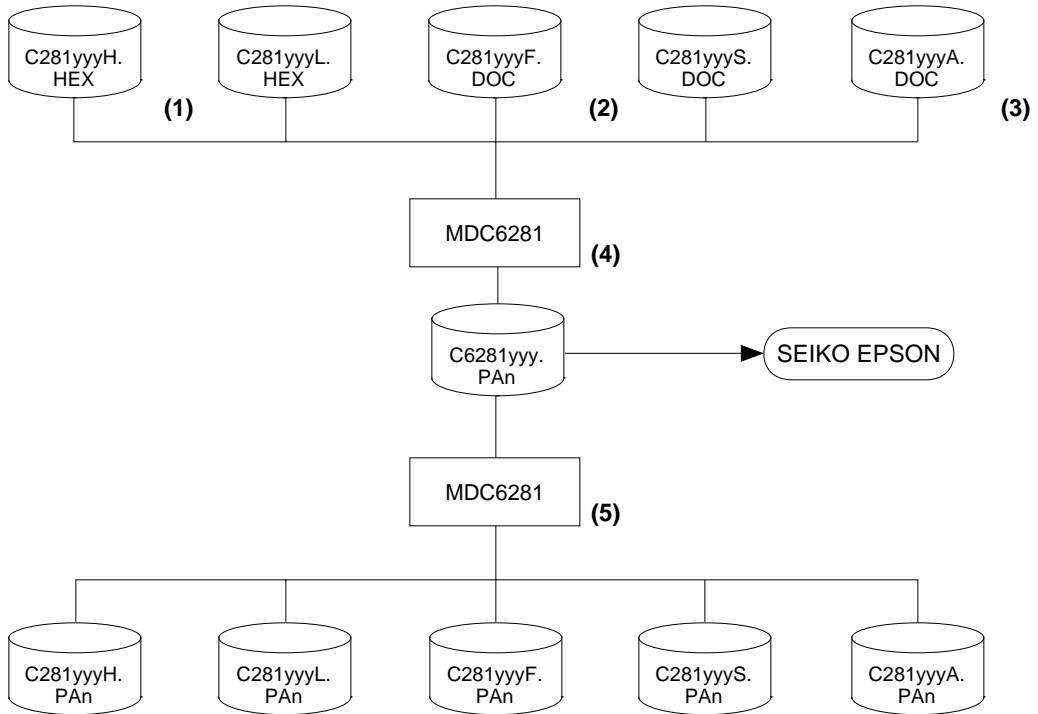 C281yyyH.
HEX
C281yyyL.
HEX
C281yyyF.
DOC
C281yyyS.
DOC
C281yyyA.
DOC
(1)
(2)
(3)
MDC6281
(4)
C6281yyy.
PAn
SEIKO EPSON
MDC6281
(5)
C281yyyH.
PAn
C281yyyL.
PAn
C281yyyF.
PAn
C281yyyS.
PAn
C281yyyA.
PAn